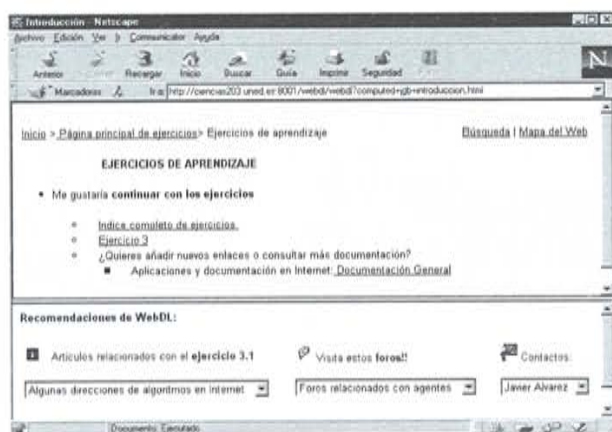 Introducción - Netscape
Archivo Edición Ver Ir Communicator Ayuda
Anterior Recargar Inicio Buscar Guía Imprimir Seguridad
Marcadores Ir a: http://ciencias203.uned.es:8001/webdl/webdl?computed+jgb+introduccion.html
Inicio > Página principal de ejercicios> Ejercicios de aprendizaje Búsqueda | Mapa del Web
EJERCICIOS DE APRENDIZAJE
Me gustaría continuar con los ejercicios
Indice completo de ejercicios.
Ejercicio 3
¿Quieres añadir nuevos enlaces o consultar más documentación?
Aplicaciones y documentación en Internet: Documentación General
Recomendaciones de WebDL:
Articulos relacionados con el ejercicio 3.1 Visita estos foros!! Contactos:
Algunas direcciones de algoritmos en Internet Foros relacionados con agentes Javier Alvarez
Documento: Ejecutado